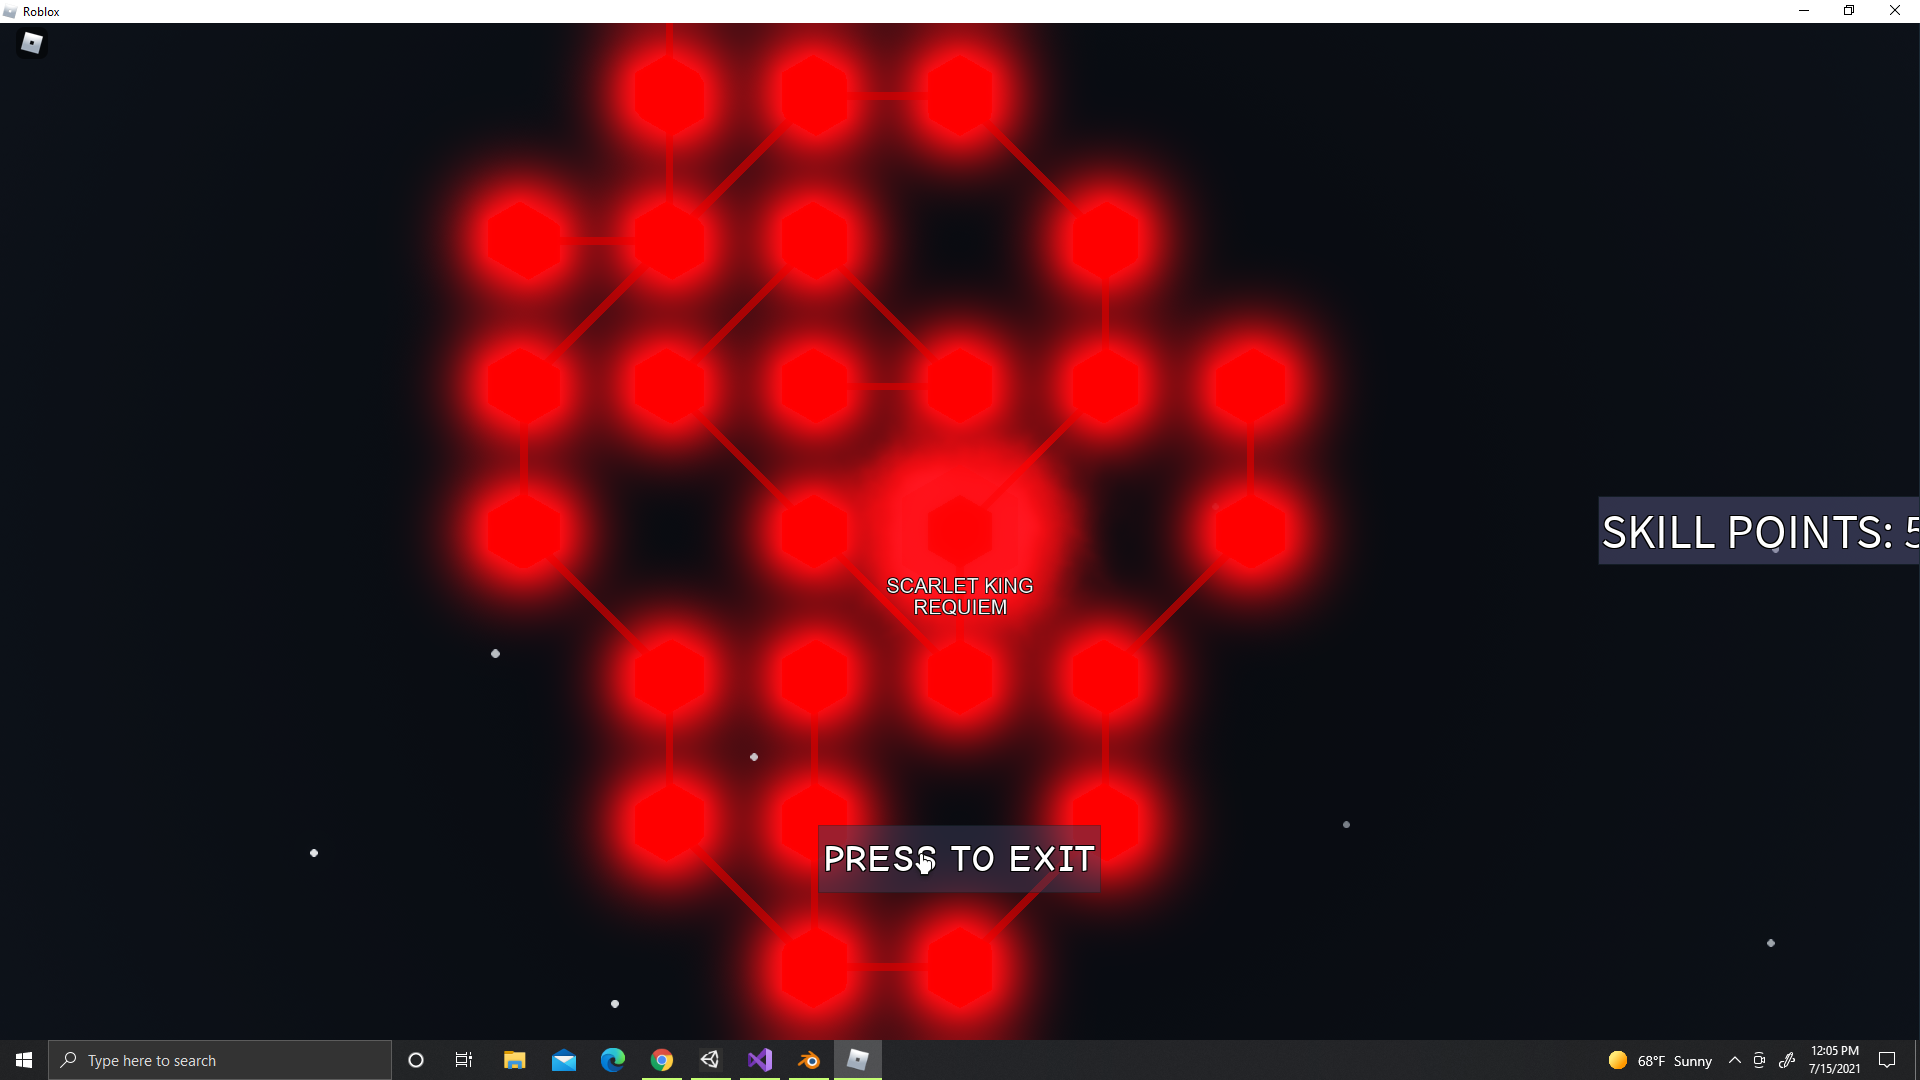 Roblox
SKILL POINTS: 5
SCARLET KING
REQUIEM
PRESS TO EXIT
Type here to search
68°F Sunny
12:05 PM
7/15/2021